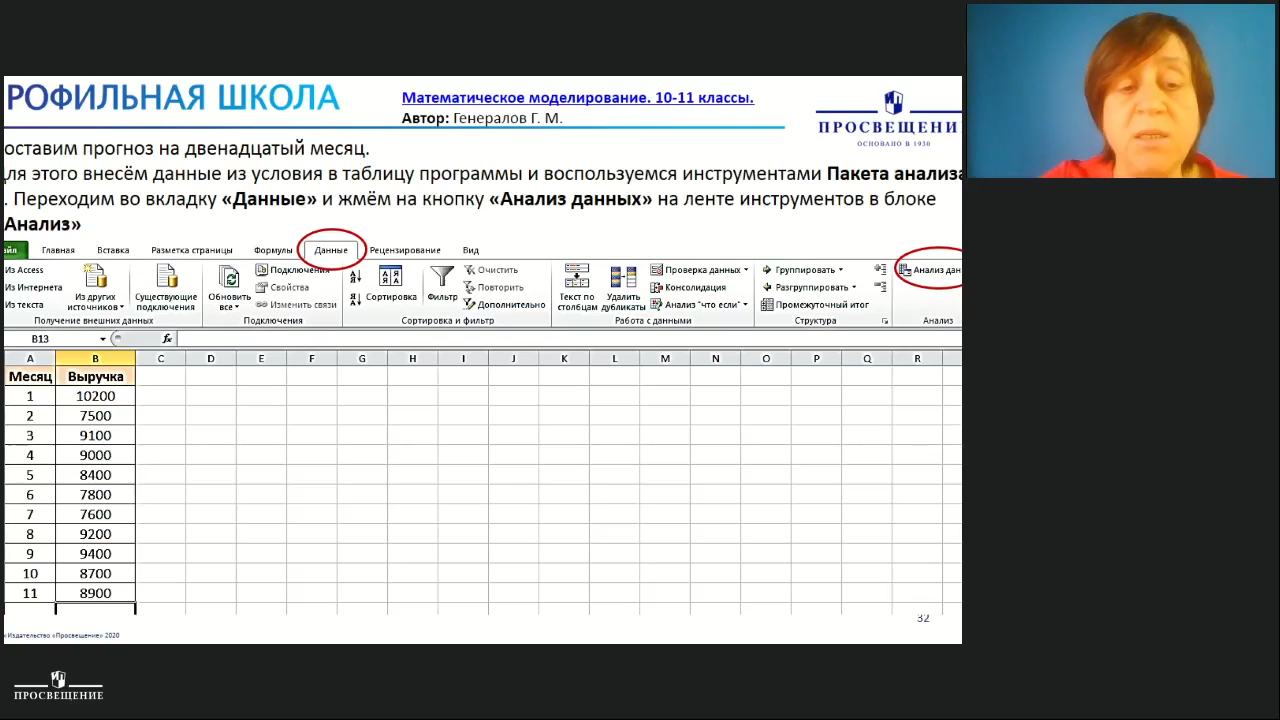 РОФИЛЬНАЯ ШКОЛА
Математическое моделирование. 10-11 классы.
Автор: Генералов Г. М.
ПРОСВЕЩЕНИ
ОСНОВАНО В 1930
оставим прогноз на двенадцатый месяц.
ля этого внесём данные из условия в таблицу программы и воспользуемся инструментами Пакета анализа
. Переходим во вкладку «Данные» и жмём на кнопку «Анализ данных» на ленте инструментов в блоке
Анализ»
йл Главная Вставка Разметка страницы Формулы Данные Рецензирование Вид
Из Access
Из Интернета
Из текста
Из других источников
Существующие подключения
Получение внешних данных
Обновить все
Подключения
Свойства
Изменить связи
Подключения
Сортировка
Фильтр
Очистить
Повторить
Дополнительно
Сортировка и фильтр
Текст по столбцам
Удалить дубликаты
Проверка данных
Консолидация
Анализ "что если"
Работа с данными
Группировать
Разгруппировать
Промежуточный итог
Структура
Анализ дан
Анализ
B13 fx
A B C D E F G H I J K L M N O P Q R
Месяц Выручка
1 10200
2 7500
3 9100
4 9000
5 8400
6 7800
7 7600
8 9200
9 9400
10 8700
11 8900
32
«Издательство «Просвещение» 2020
ПРОСВЕЩЕНИЕ